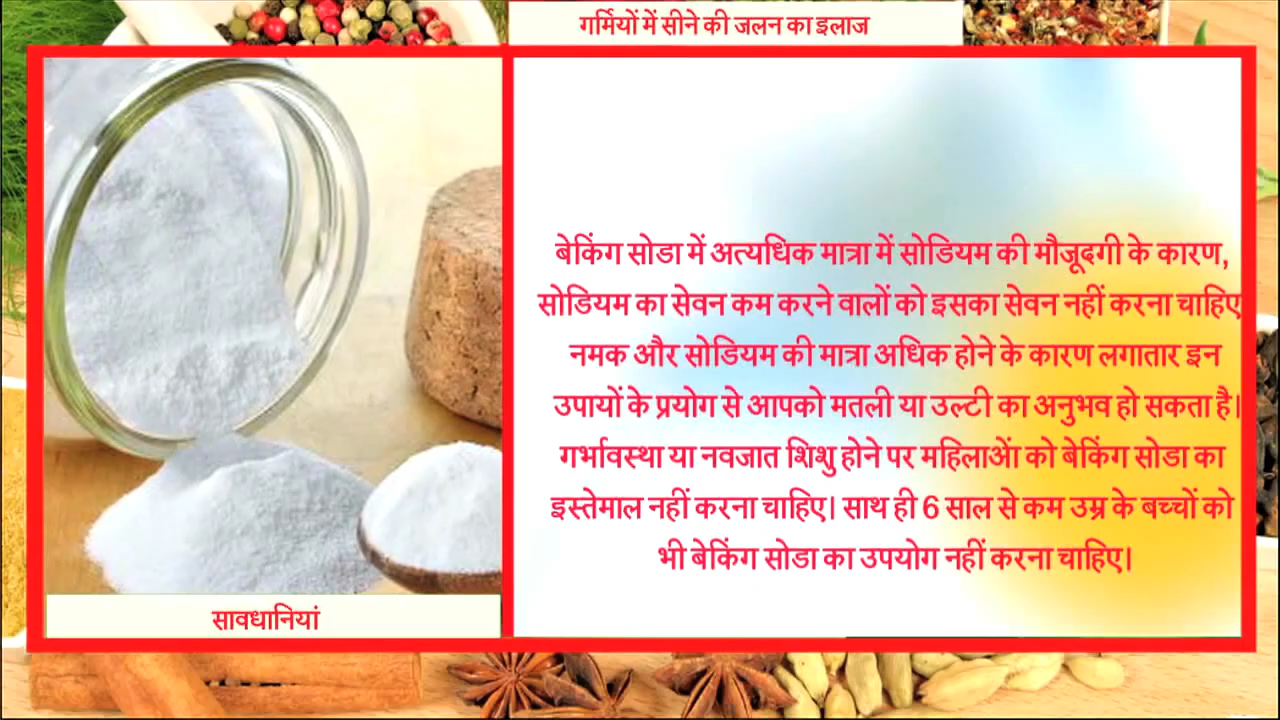 गर्मियों में सीने की जलन का इलाज
बेकिंग सोडा में अत्यधिक मात्रा में सोडियम की मौजूदगी के कारण,
सोडियम का सेवन कम करने वालों को इसका सेवन नहीं करना चाहिए
नमक और सोडियम की मात्रा अधिक होने के कारण लगातार इन
उपायों के प्रयोग से आपको मतली या उल्टी का अनुभव हो सकता है।
गर्भावस्था या नवजात शिशु होने पर महिलाओं को बेकिंग सोडा का
इस्तेमाल नहीं करना चाहिए। साथ ही 6 साल से कम उम्र के बच्चों को
भी बेकिंग सोडा का उपयोग नहीं करना चाहिए।
सावधानियां